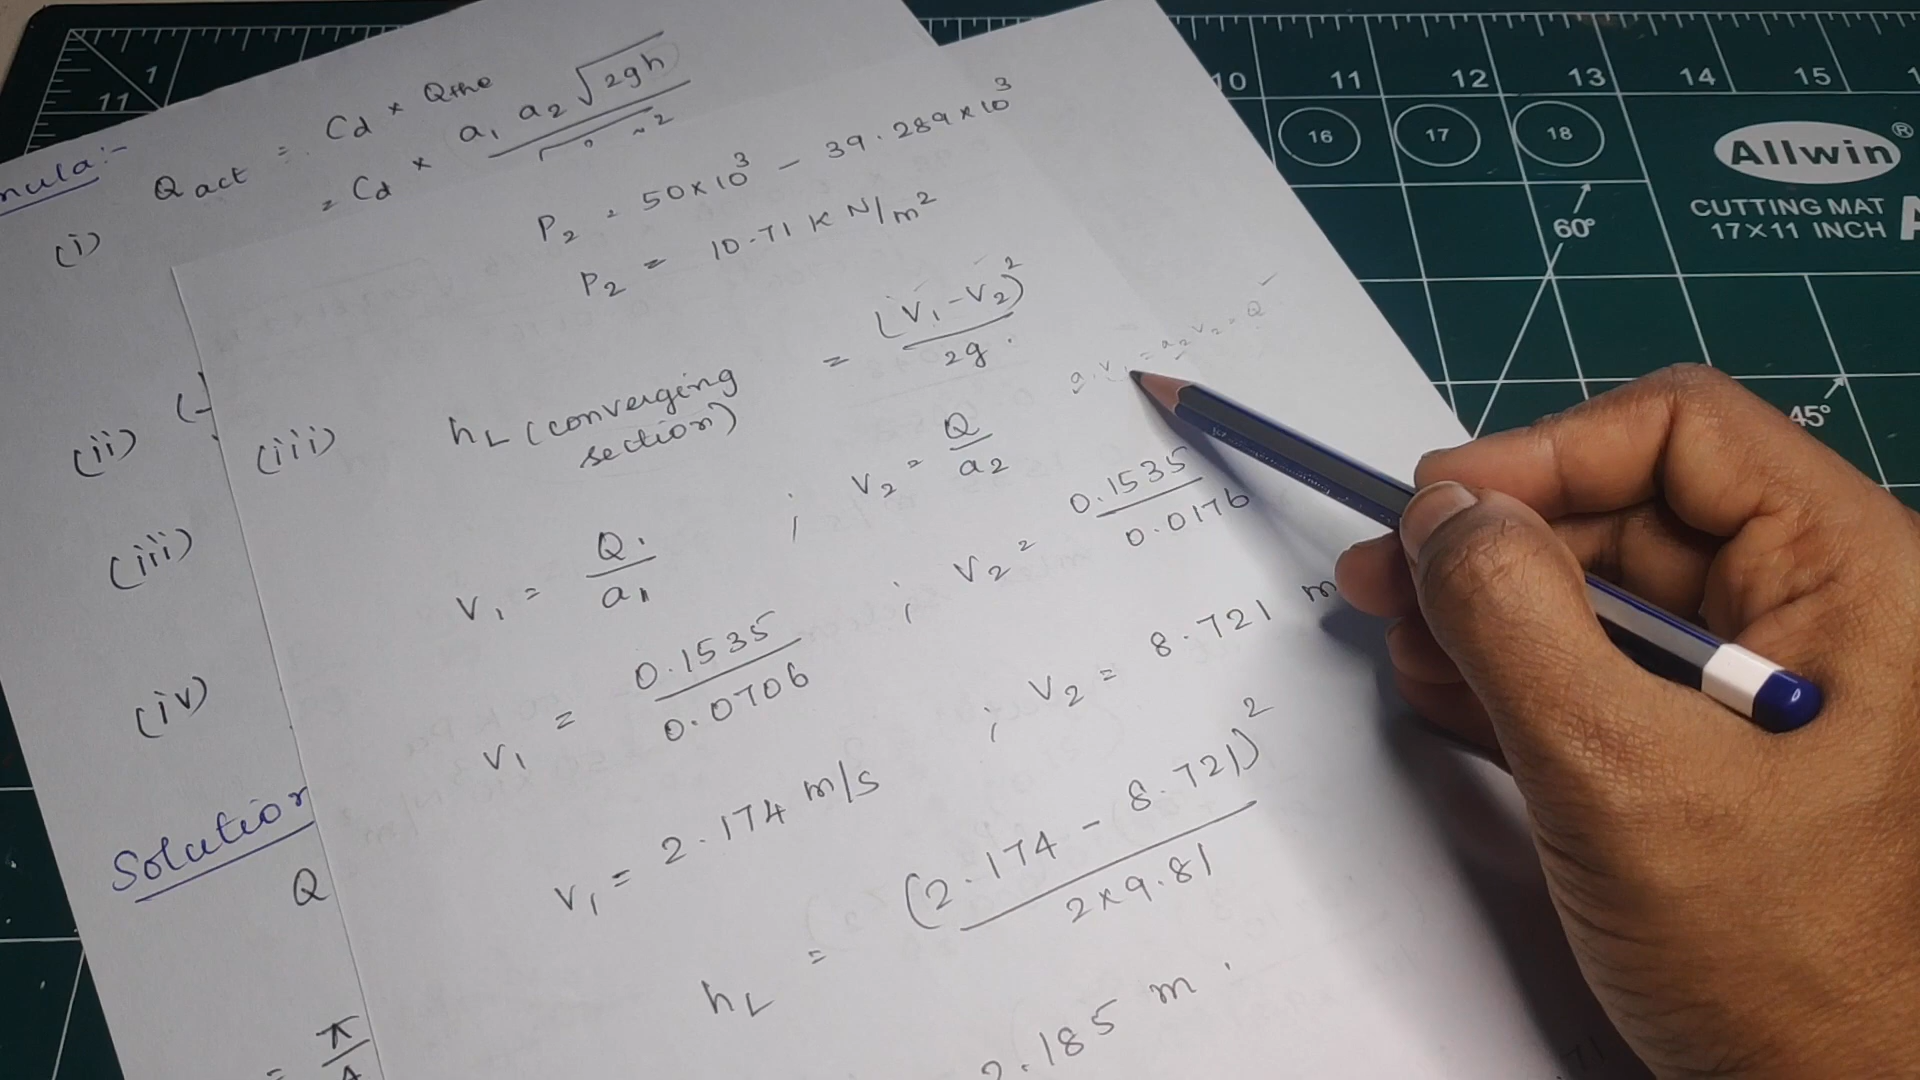 mula:-
Q act = Cd × Qthe
= Cd × a1 a2 √2gh
(i)
(ii)
(iii)
(iv)
Solution
Q
= π
P2 = 50×10³ - 39.289×10³
P2 = 10.71 KN/m²
(iii) hL (converging section) = (V1-V2)² / 2g.
a1V1 = a2V2 = Q
V1 = Q / a1 ; V2 = Q / a2
V1 = 0.1535 / 0.0706 ; V2 = 0.1535 / 0.0176
V1 = 2.174 m/s ; V2 = 8.721 m
hL = (2.174 - 8.721)² / 2×9.81
2.185 m.
1
11
10 11 12 13 14 15
16 17 18
Allwin®
CUTTING MAT A
17×11 INCH
60°
45°